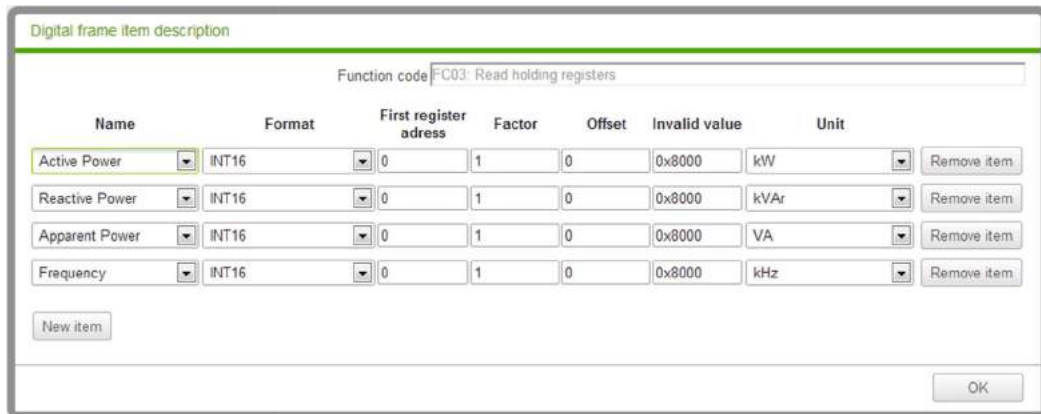 Digital frame item description
Function code FC03: Read holding registers
Name Format First register adress Factor Offset Invalid value Unit
Active Power INT16 0 1 0 0x8000 kW Remove item
Reactive Power INT16 0 1 0 0x8000 kVAr Remove item
Apparent Power INT16 0 1 0 0x8000 VA Remove item
Frequency INT16 0 1 0 0x8000 kHz Remove item
New item
OK